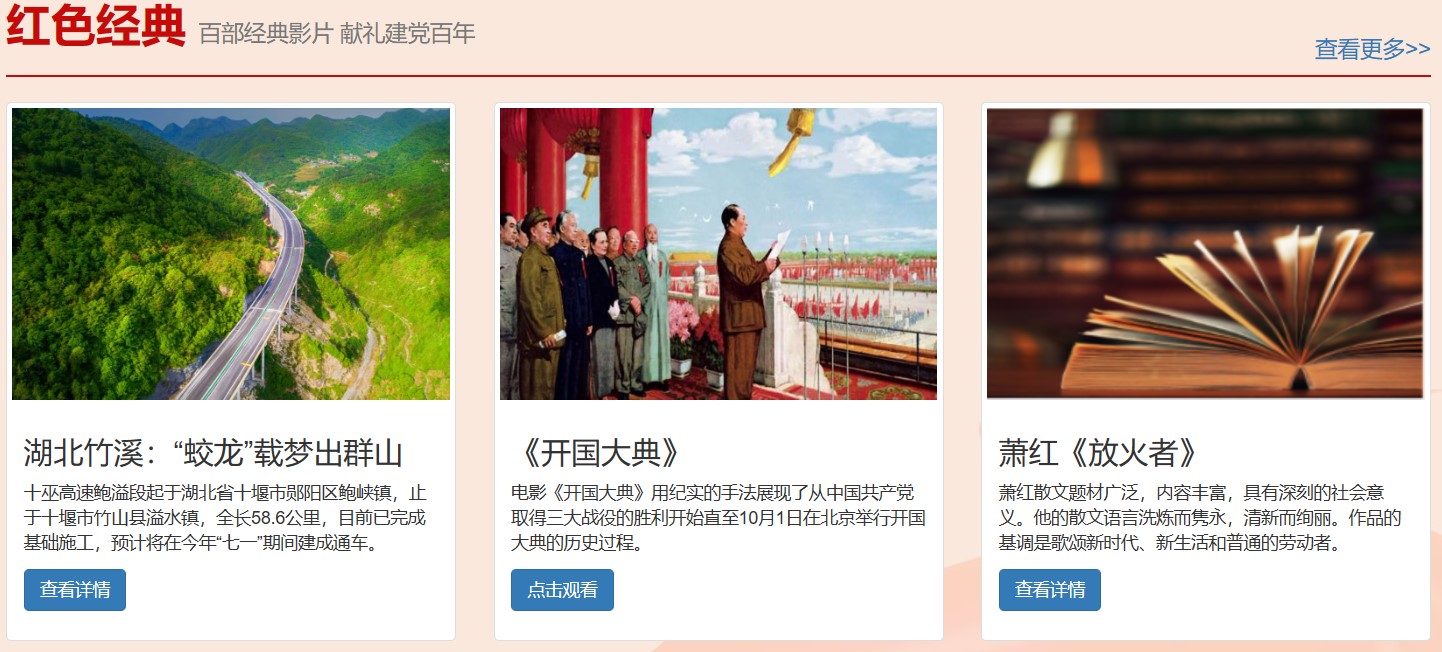 红色经典 百部经典影片 献礼建党百年
查看更多>>
湖北竹溪：“蛟龙”载梦出群山
十巫高速鲍溢段起于湖北省十堰市郧阳区鲍峡镇，止
于十堰市竹山县溢水镇，全长58.6公里，目前已完成
基础施工，预计将在今年“七一”期间建成通车。
查看详情
《开国大典》
电影《开国大典》用纪实的手法展现了从中国共产党
取得三大战役的胜利开始直至10月1日在北京举行开国
大典的历史过程。
点击观看
萧红《放火者》
萧红散文题材广泛，内容丰富，具有深刻的社会意
义。他的散文语言洗炼而隽永，清新而绚丽。作品的
基调是歌颂新时代、新生活和普通的劳动者。
查看详情